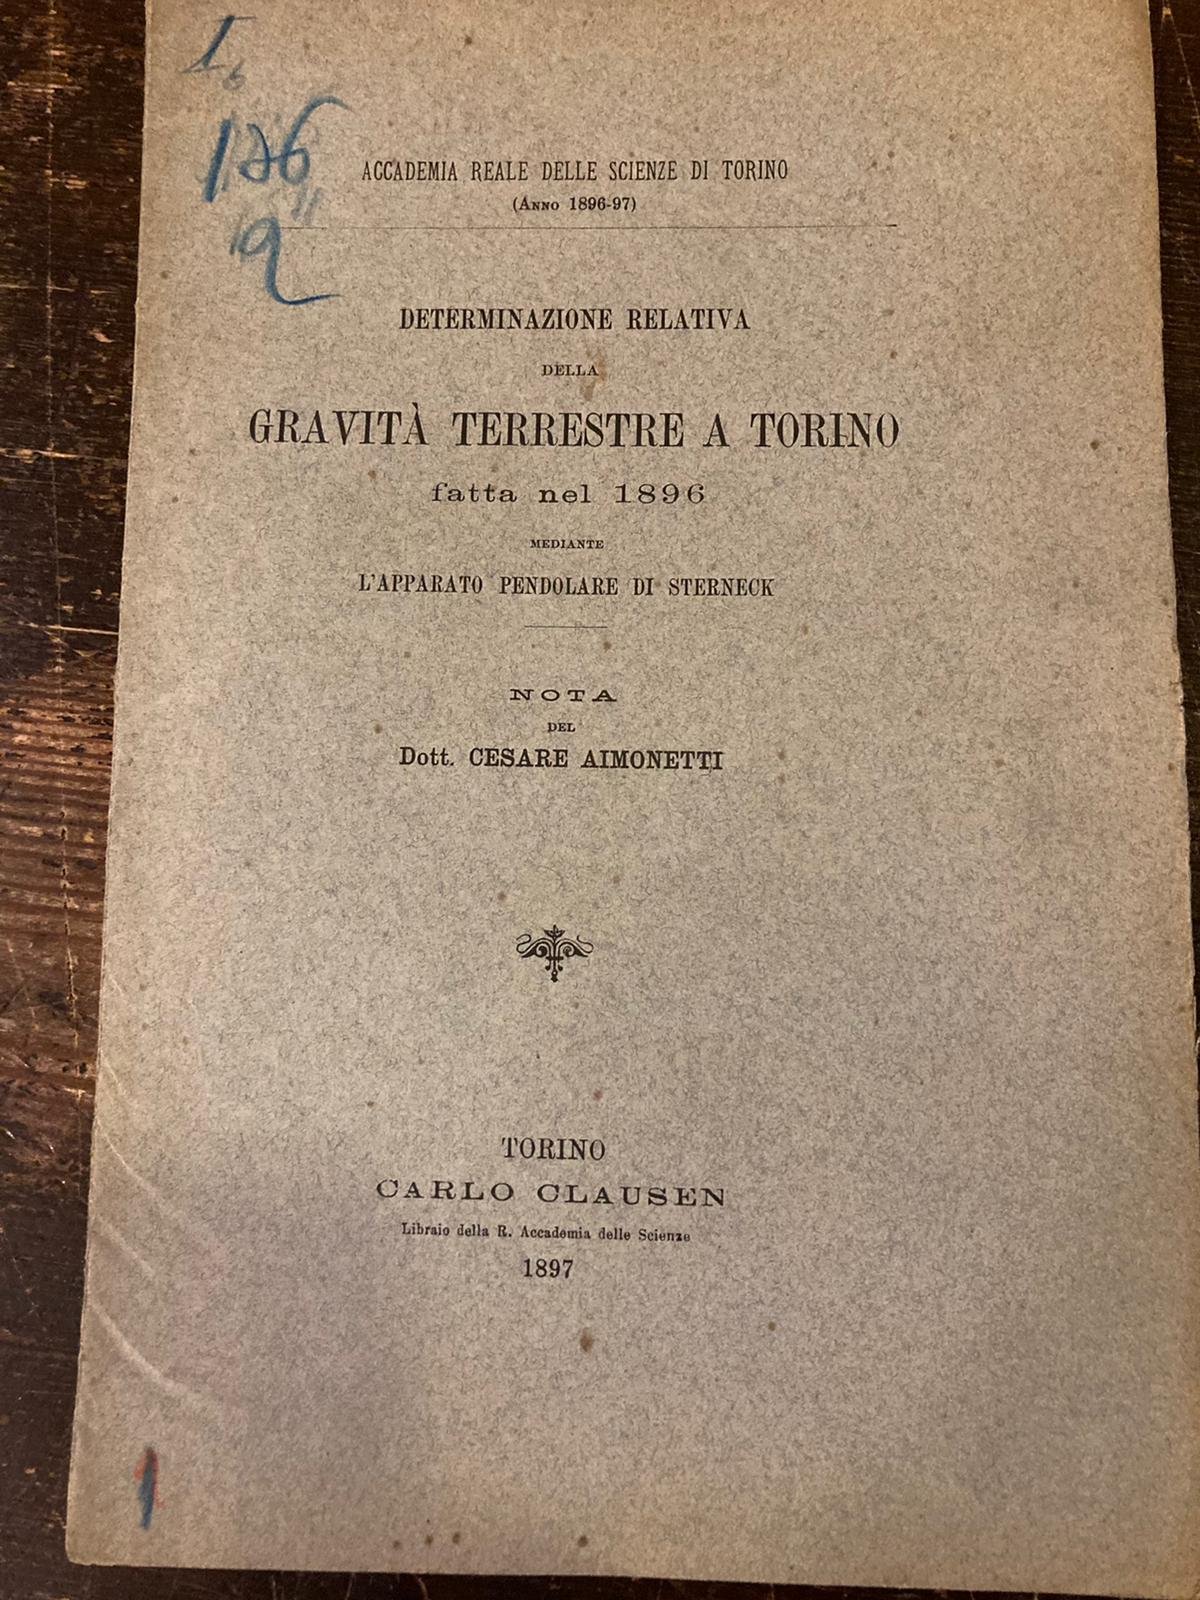 I
6
126
q
ACCADEMIA REALE DELLE SCIENZE DI TORINO
(ANNO 1896-97)
DETERMINAZIONE RELATIVA
DELLA
GRAVITÀ TERRESTRE A TORINO
fatta nel 1896
MEDIANTE
L'APPARATO PENDOLARE DI STERNECK
NOTA
DEL
Dott. CESARE AIMONETTI
TORINO
CARLO CLAUSEN
Libraio della R. Accademia delle Scienze
1897
1